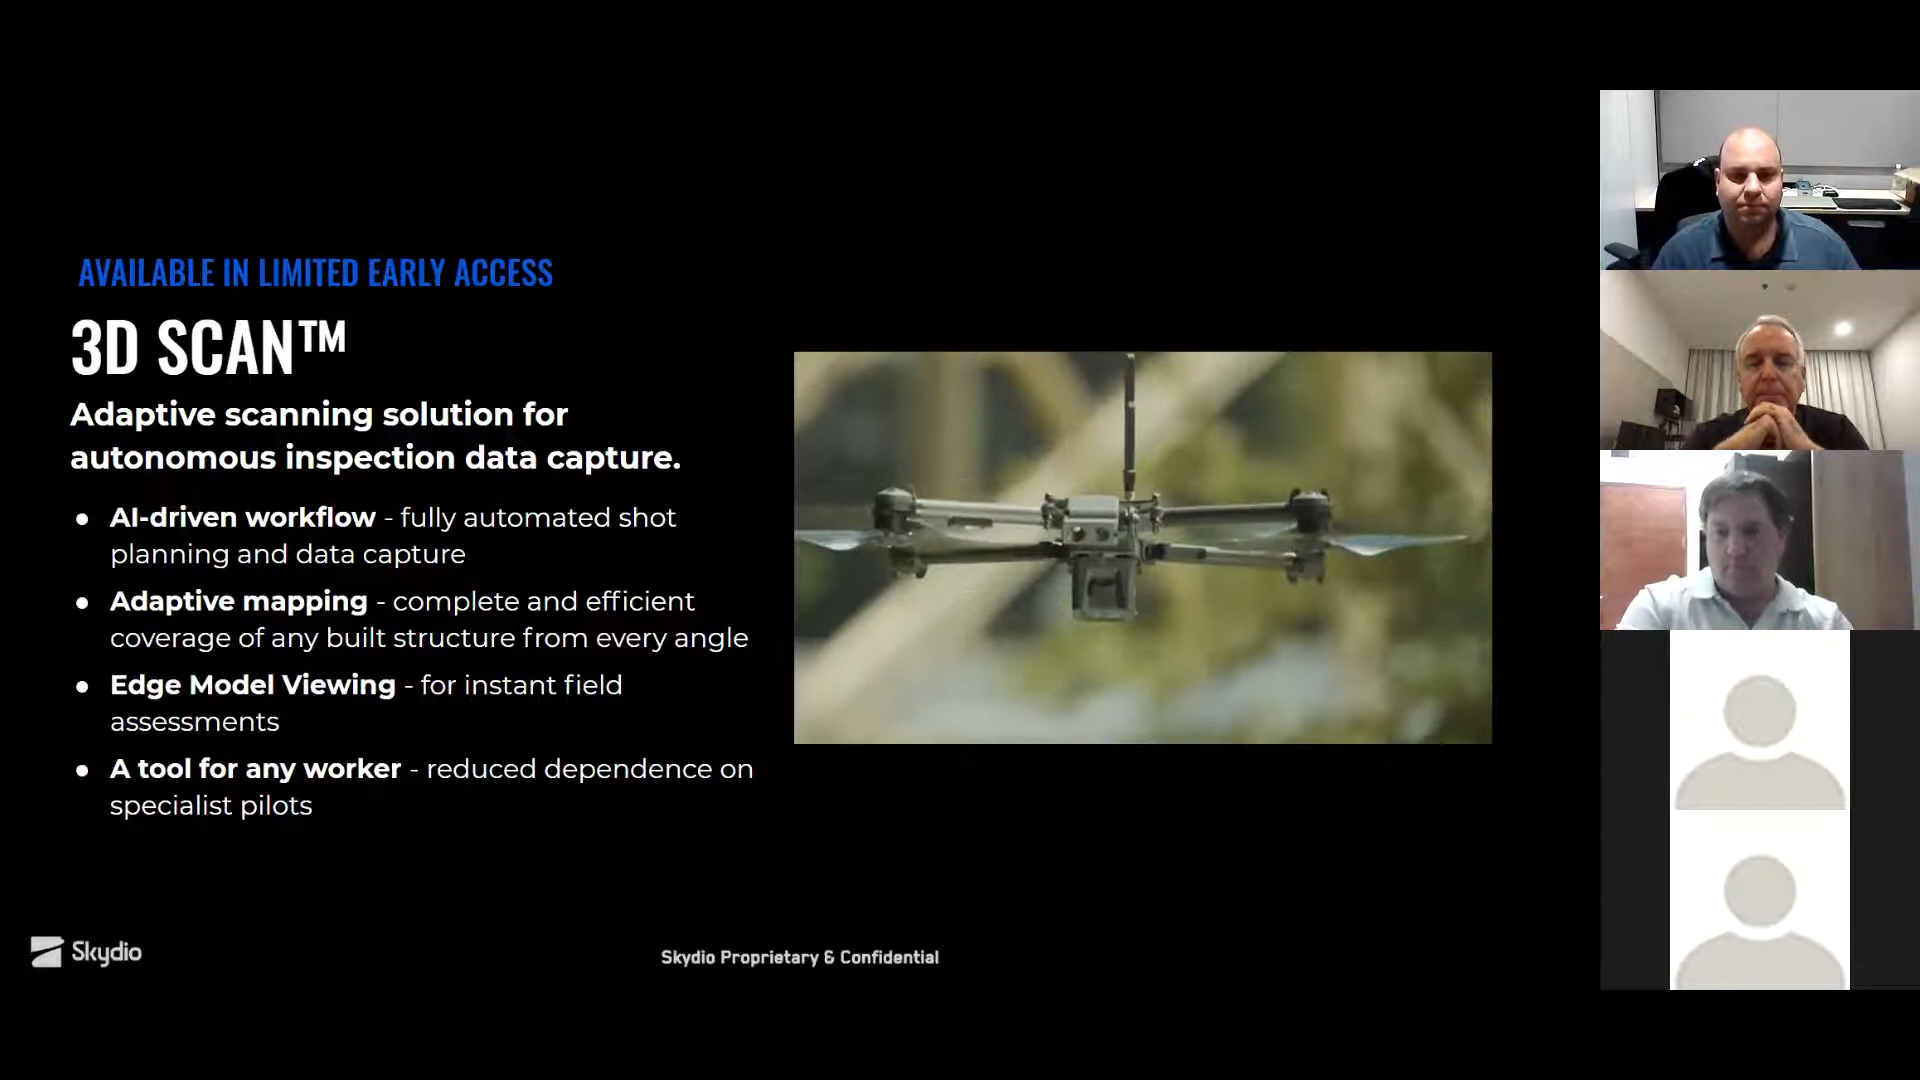 AVAILABLE IN LIMITED EARLY ACCESS
3D SCAN™
Adaptive scanning solution for
autonomous inspection data capture.
● AI-driven workflow - fully automated shot
planning and data capture
● Adaptive mapping - complete and efficient
coverage of any built structure from every angle
● Edge Model Viewing - for instant field
assessments
● A tool for any worker - reduced dependence on
specialist pilots
Skydio
Skydio Proprietary & Confidential